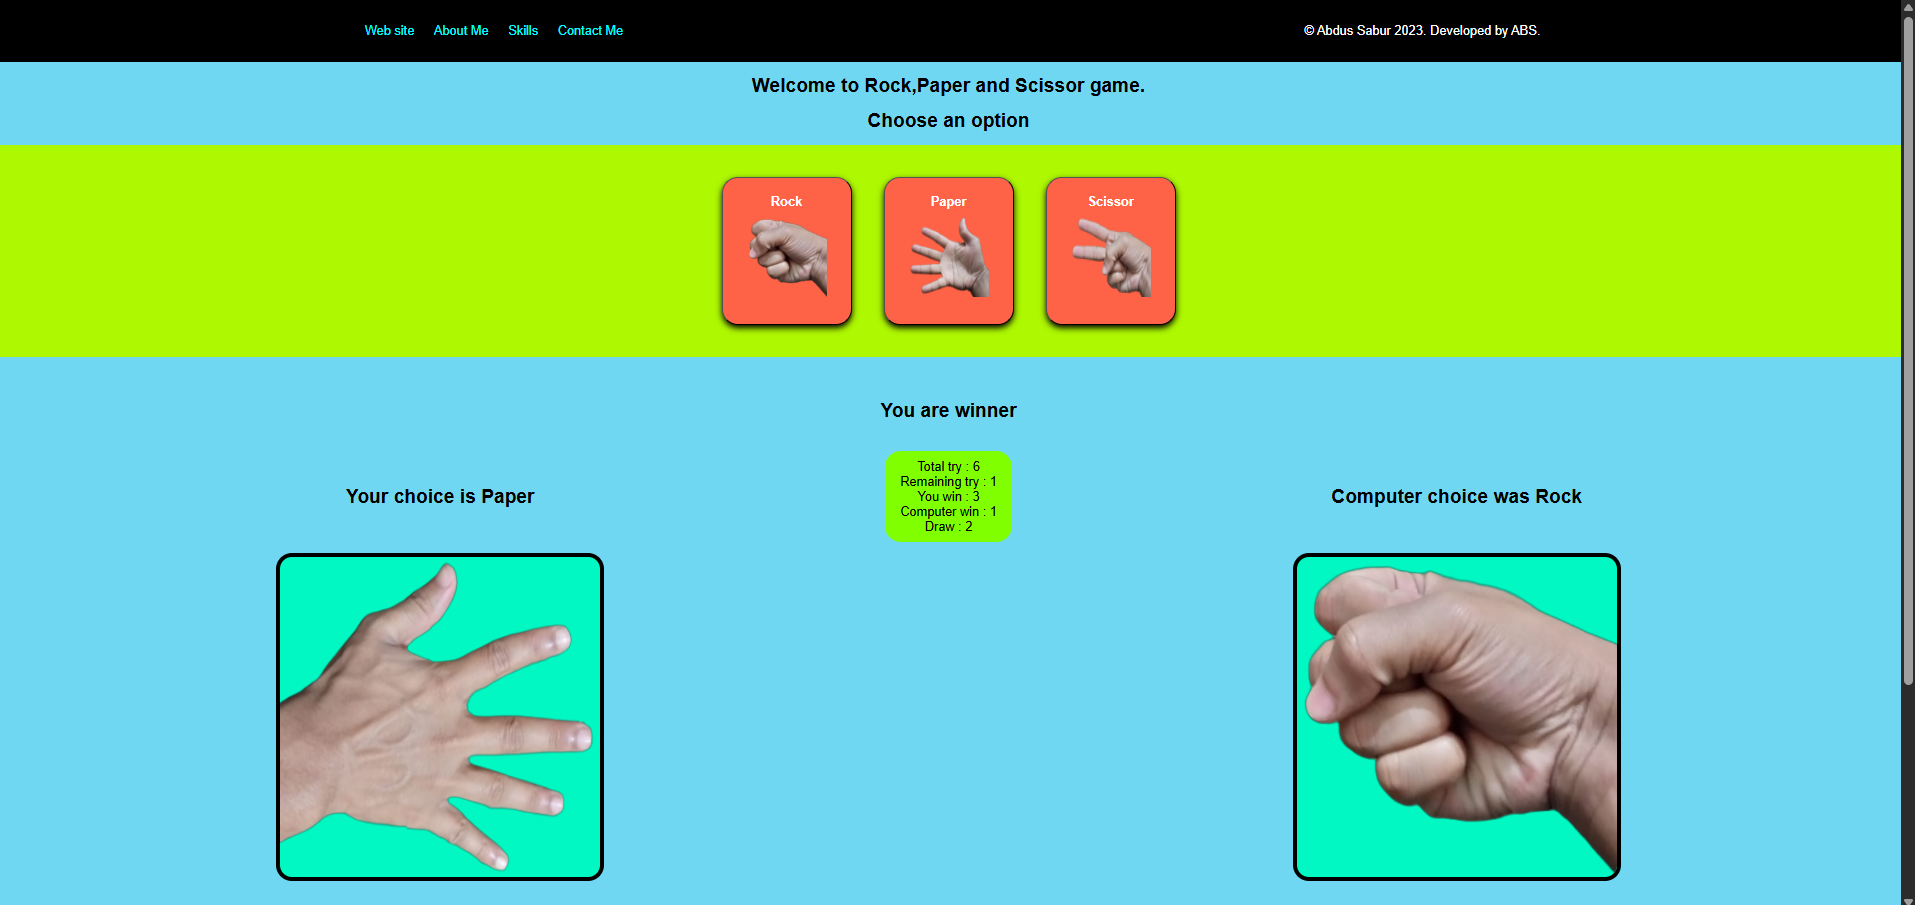 Web site About Me Skills Contact Me
© Abdus Sabur 2023. Developed by ABS.
Welcome to Rock,Paper and Scissor game.
Choose an option
Rock
Paper
Scissor
You are winner
Total try : 6
Remaining try : 1
You win : 3
Computer win : 1
Draw : 2
Your choice is Paper
Computer choice was Rock